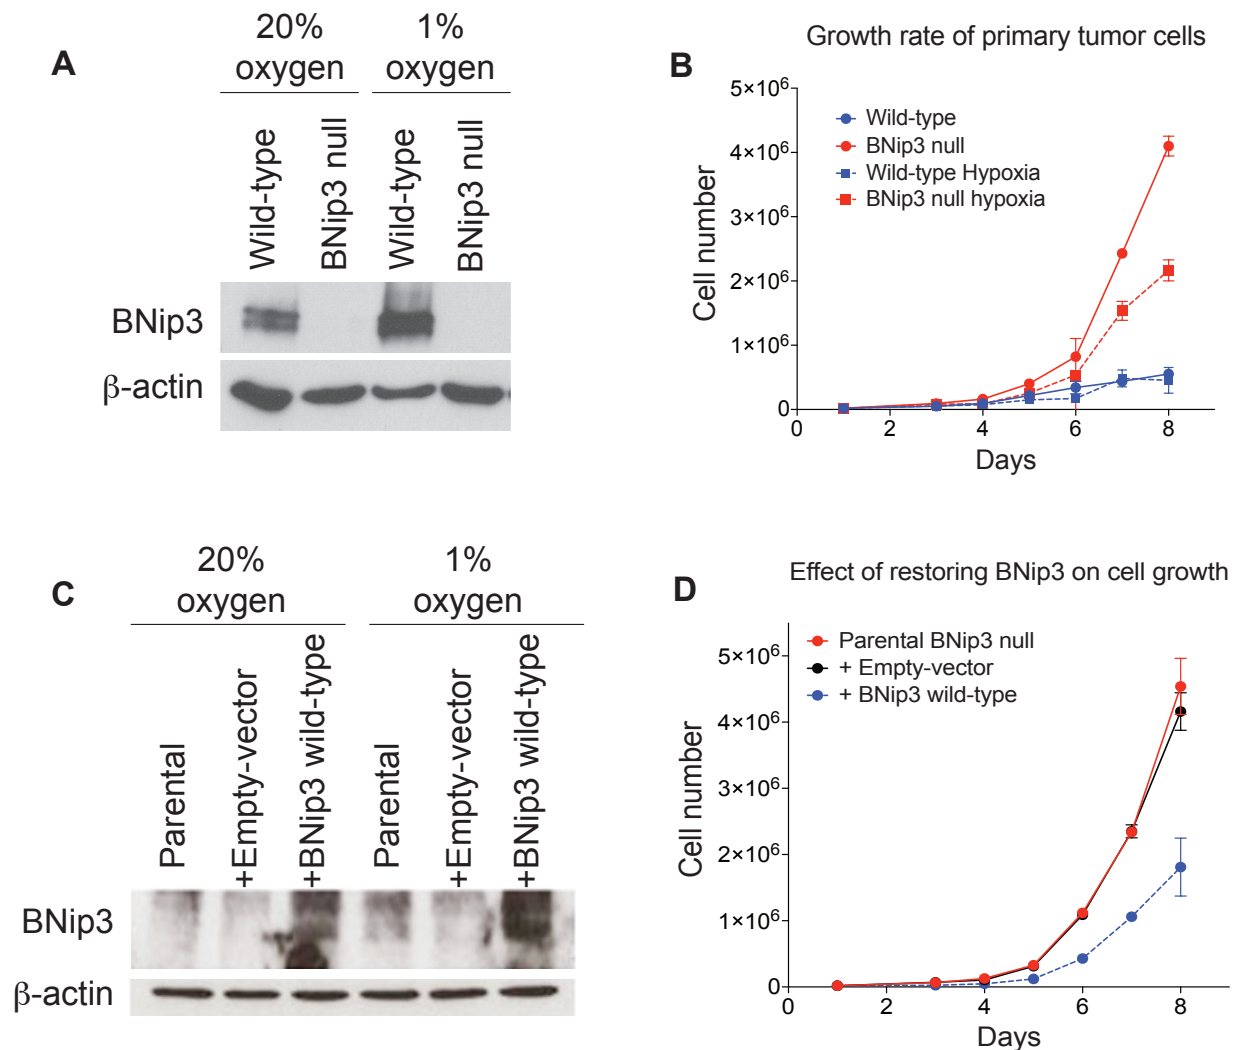 A
20%
oxygen
1%
oxygen
Wild-type
BNip3 null
Wild-type
BNip3 null
BNip3
β-actin
B
Growth rate of primary tumor cells
Cell number
5×10⁶
4×10⁶
3×10⁶
2×10⁶
1×10⁶
0
Wild-type
BNip3 null
Wild-type Hypoxia
BNip3 null hypoxia
0 2 4 6 8
Days
C
20%
oxygen
1%
oxygen
Parental
+Empty-vector
+BNip3 wild-type
Parental
+Empty-vector
+BNip3 wild-type
BNip3
β-actin
D
Effect of restoring BNip3 on cell growth
Cell number
5×10⁶
4×10⁶
3×10⁶
2×10⁶
1×10⁶
0
Parental BNip3 null
+ Empty-vector
+ BNip3 wild-type
0 2 4 6 8
Days